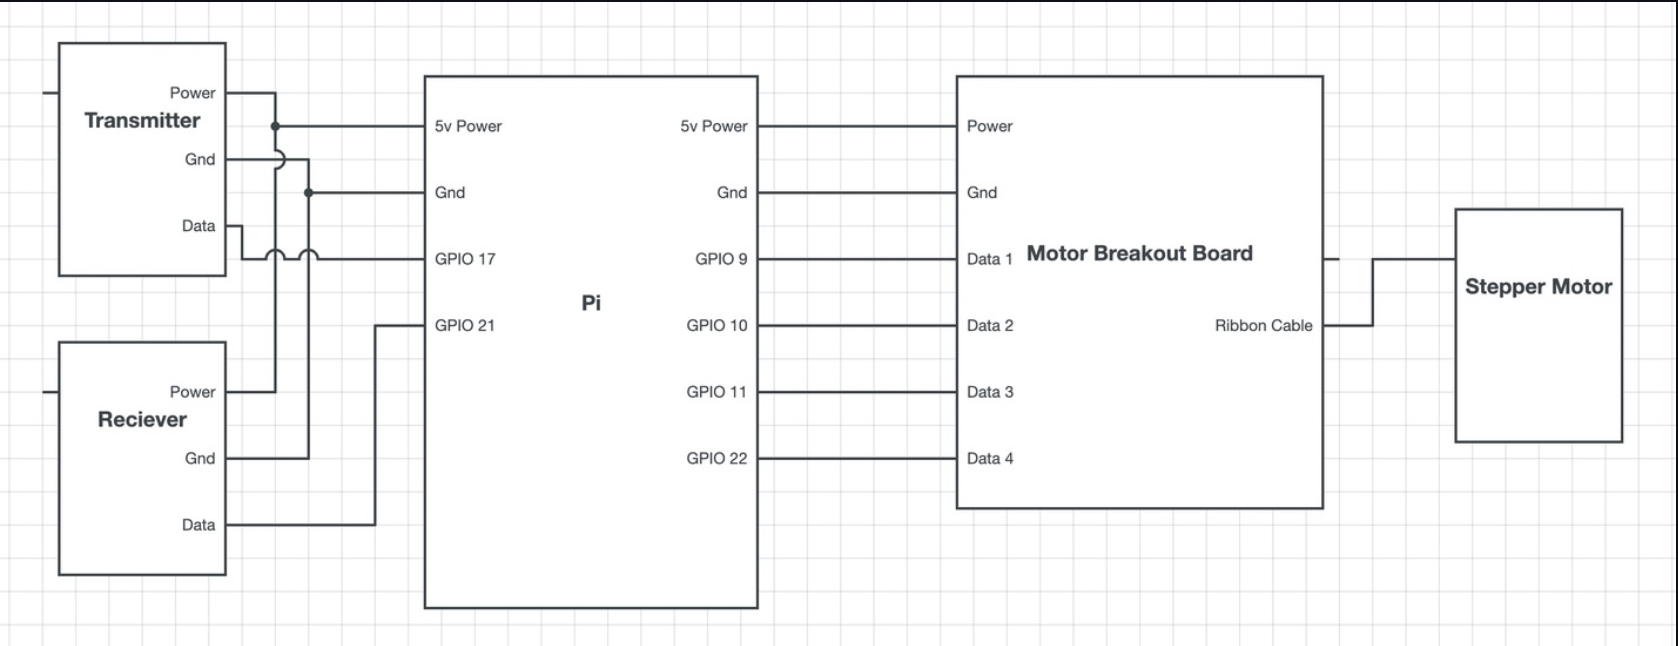 Transmitter
Power
Gnd
Data
Reciever
Power
Gnd
Data
Pi
5v Power
Gnd
GPIO 17
GPIO 21
5v Power
Gnd
GPIO 9
GPIO 10
GPIO 11
GPIO 22
Motor Breakout Board
Power
Gnd
Data 1
Data 2
Data 3
Data 4
Ribbon Cable
Stepper Motor